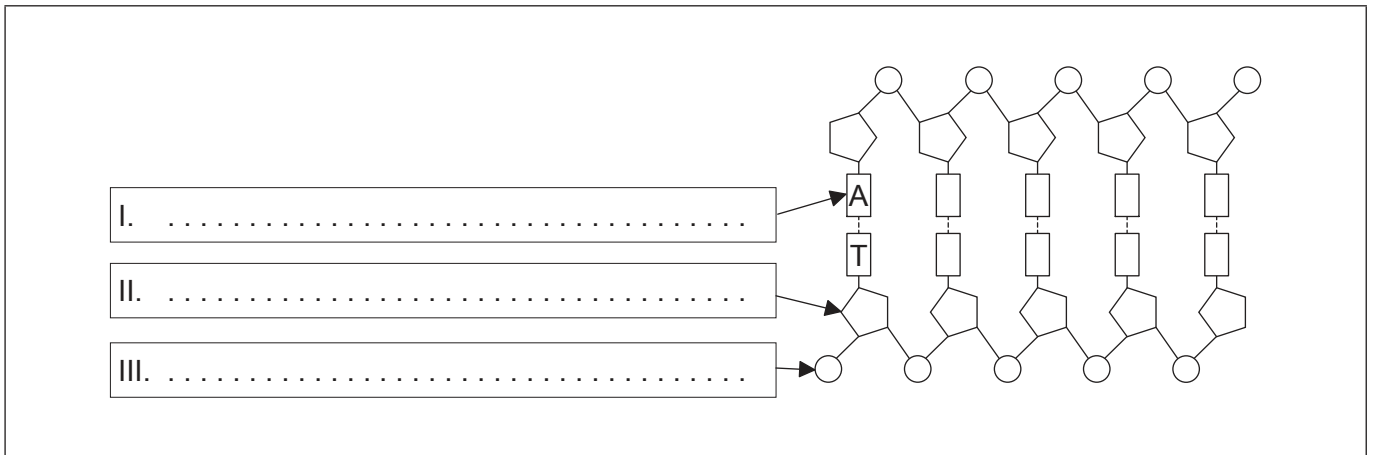 A
I. . . . . . . . . . . . . . . . . . . . . . . . . . . . . . . . . . . . .
T
II. . . . . . . . . . . . . . . . . . . . . . . . . . . . . . . . . . . . .
III. . . . . . . . . . . . . . . . . . . . . . . . . . . . . . . . . . . . .